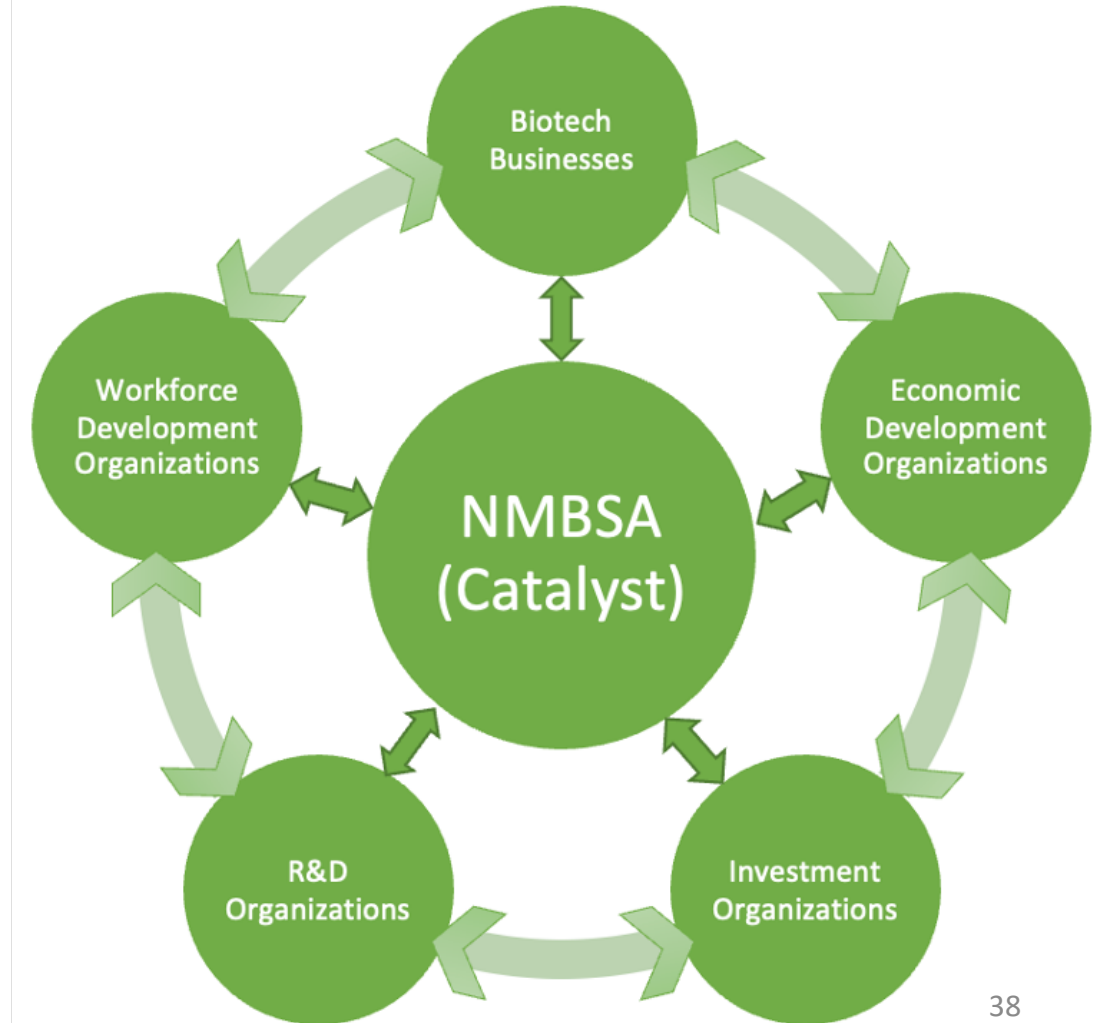 Biotech
Businesses
Workforce
Development
Organizations
Economic
Development
Organizations
NMBSA
(Catalyst)
R&D
Organizations
Investment
Organizations
38